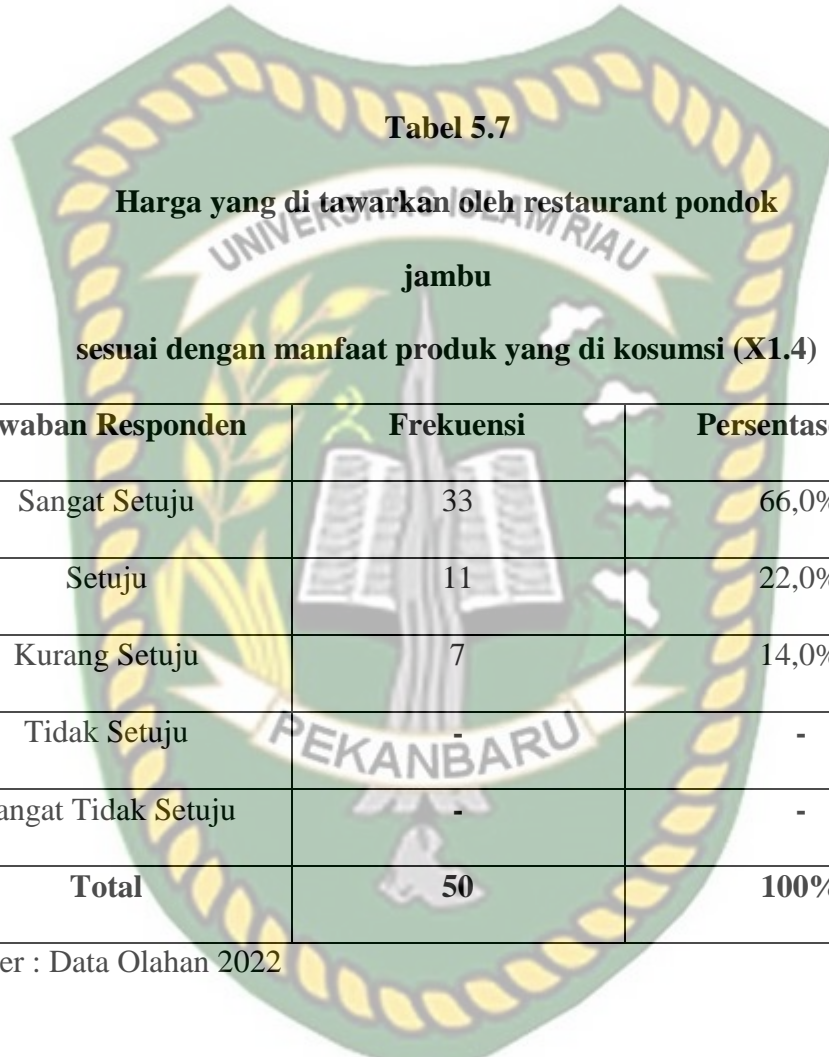 Tabel 5.7
Harga yang di tawarkan oleh restaurant pondok
UNIVERSITAS ISLAM RIAU
jambu
sesuai dengan manfaat produk yang di kosumsi (X1.4)
waban Responden Frekuensi Persentas
Sangat Setuju 33 66,0%
Setuju 11 22,0%
Kurang Setuju 7 14,0%
Tidak Setuju - -
PEKANBARU
angat Tidak Setuju - -
Total 50 100%
er : Data Olahan 2022